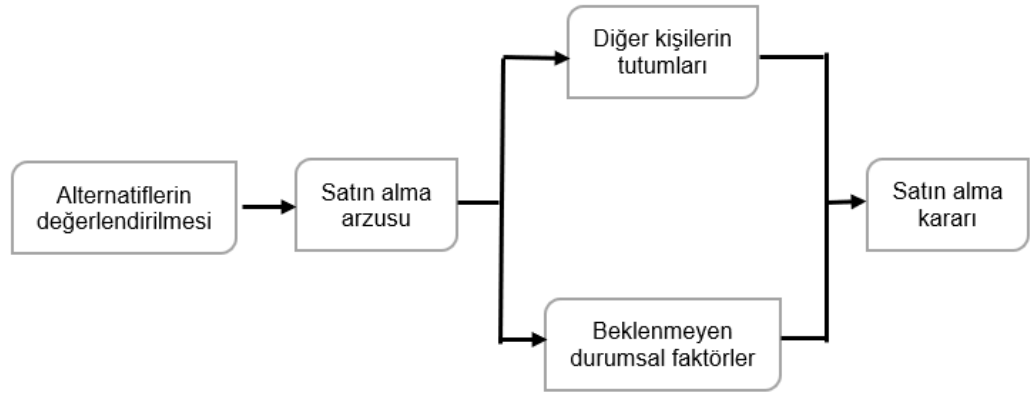 Alternatiflerin
değerlendirilmesi
Satın alma
arzusu
Diğer kişilerin
tutumları
Beklenmeyen
durumsal faktörler
Satın alma
kararı